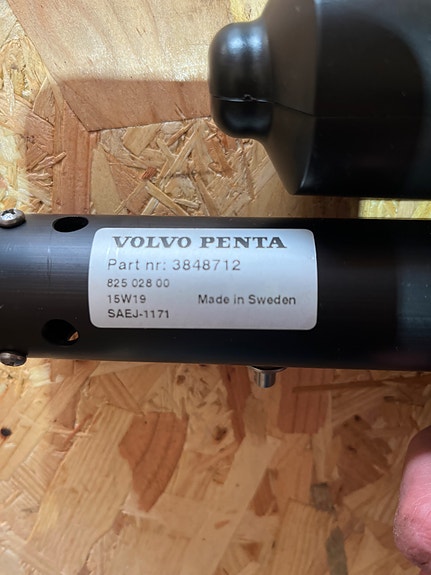 VOLVO PENTA
Part nr: 3848712
825 028 00
15W19 Made in Sweden
SAEJ-1171